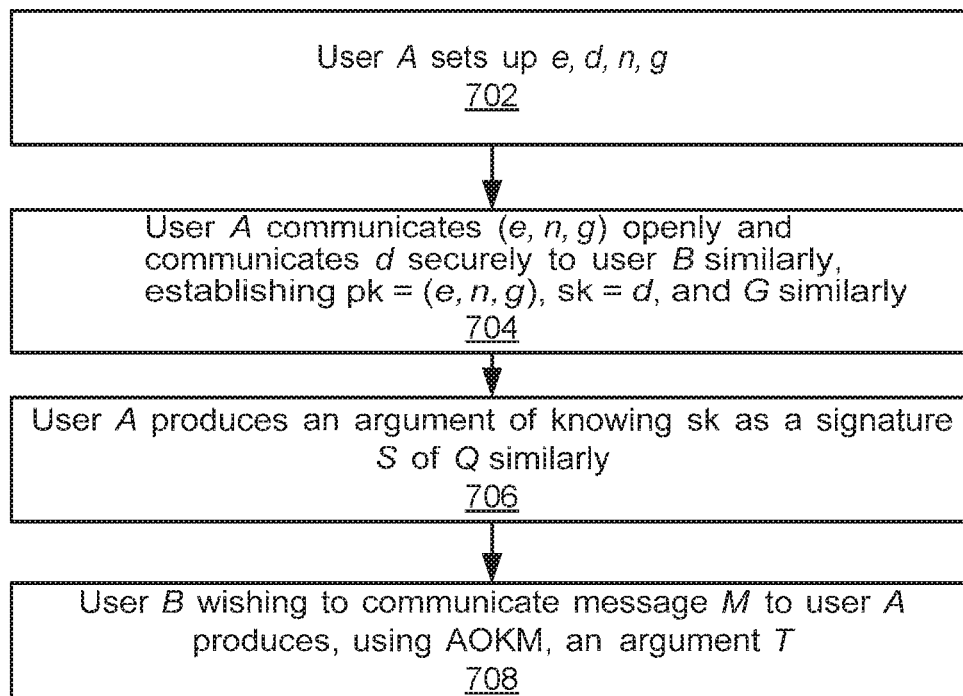 User A sets up e, d, n, g
702
User A communicates (e, n, g) openly and
communicates d securely to user B similarly,
establishing pk = (e, n, g), sk = d, and G similarly
704
User A produces an argument of knowing sk as a signature
S of Q similarly
706
User B wishing to communicate message M to user A
produces, using AOKM, an argument T
708